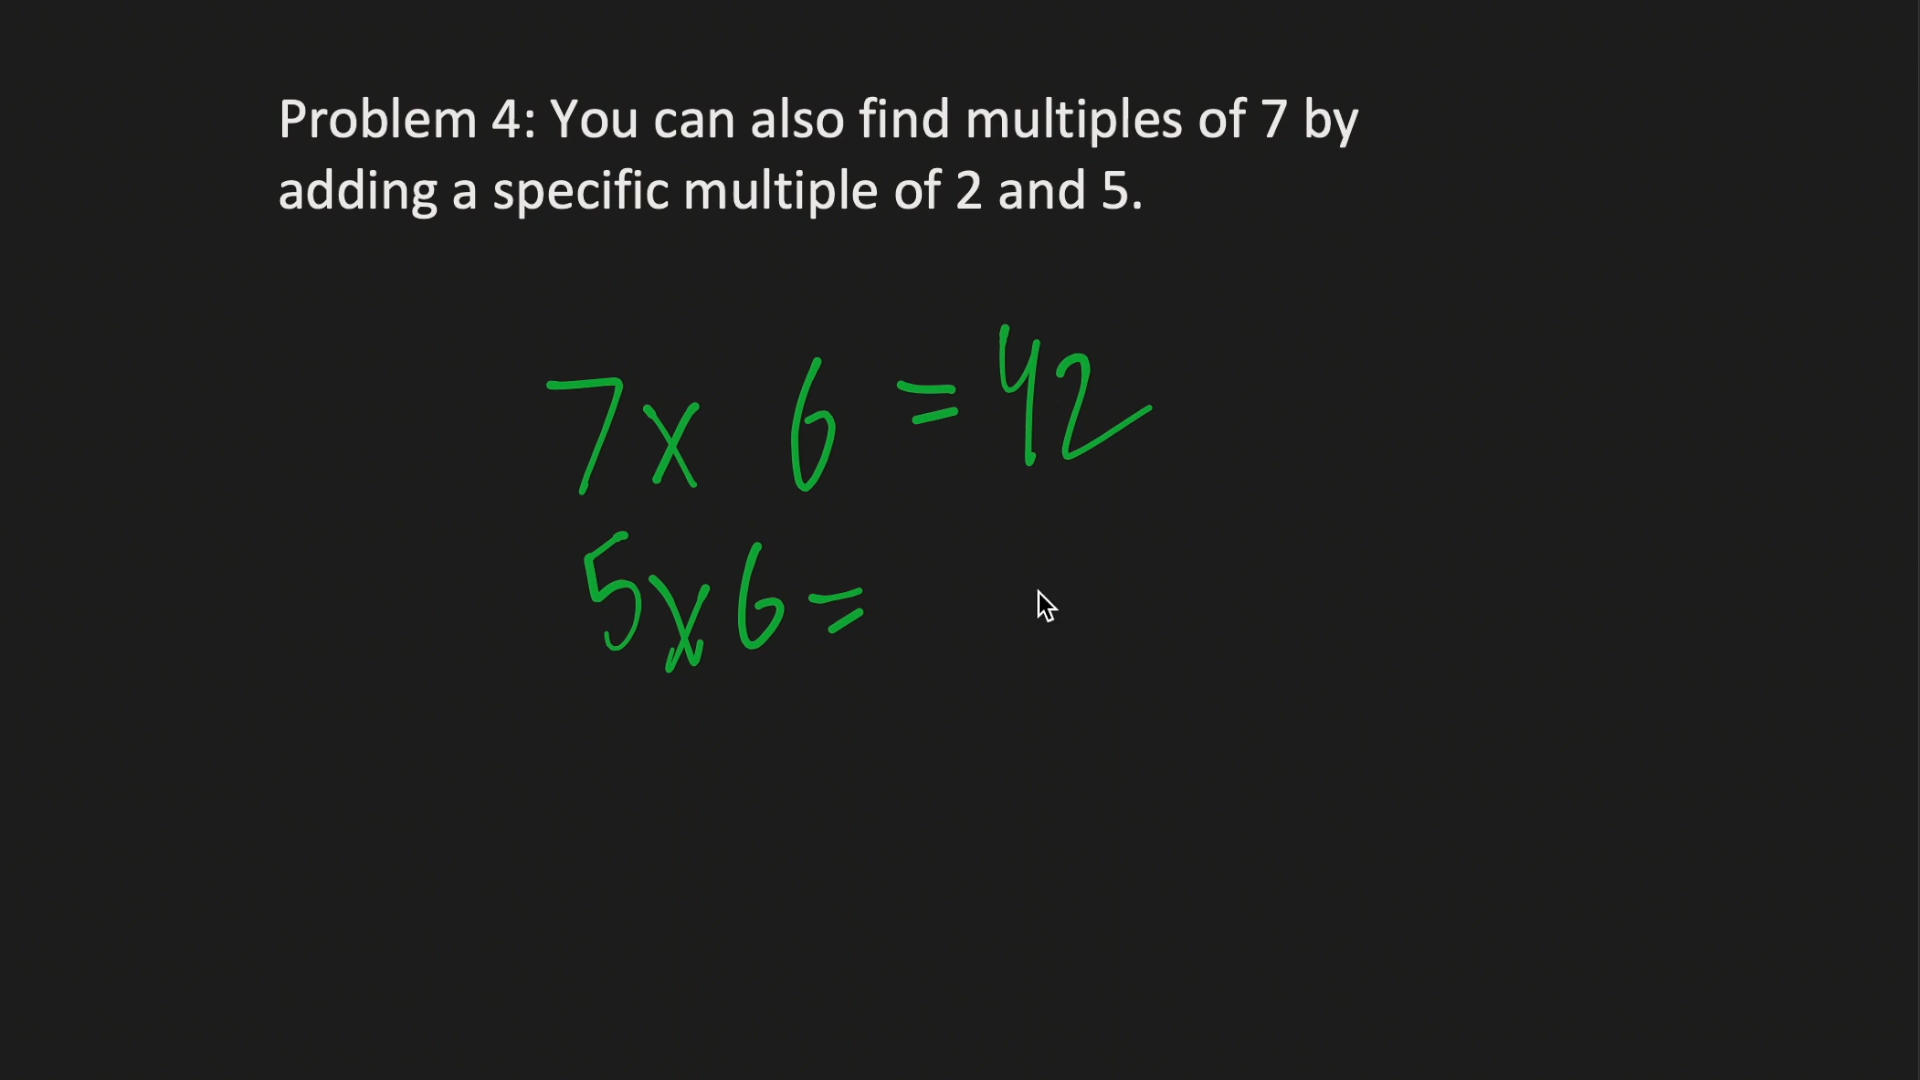 Problem 4: You can also find multiples of 7 by
adding a specific multiple of 2 and 5.
7x 6 = 42
5x6=